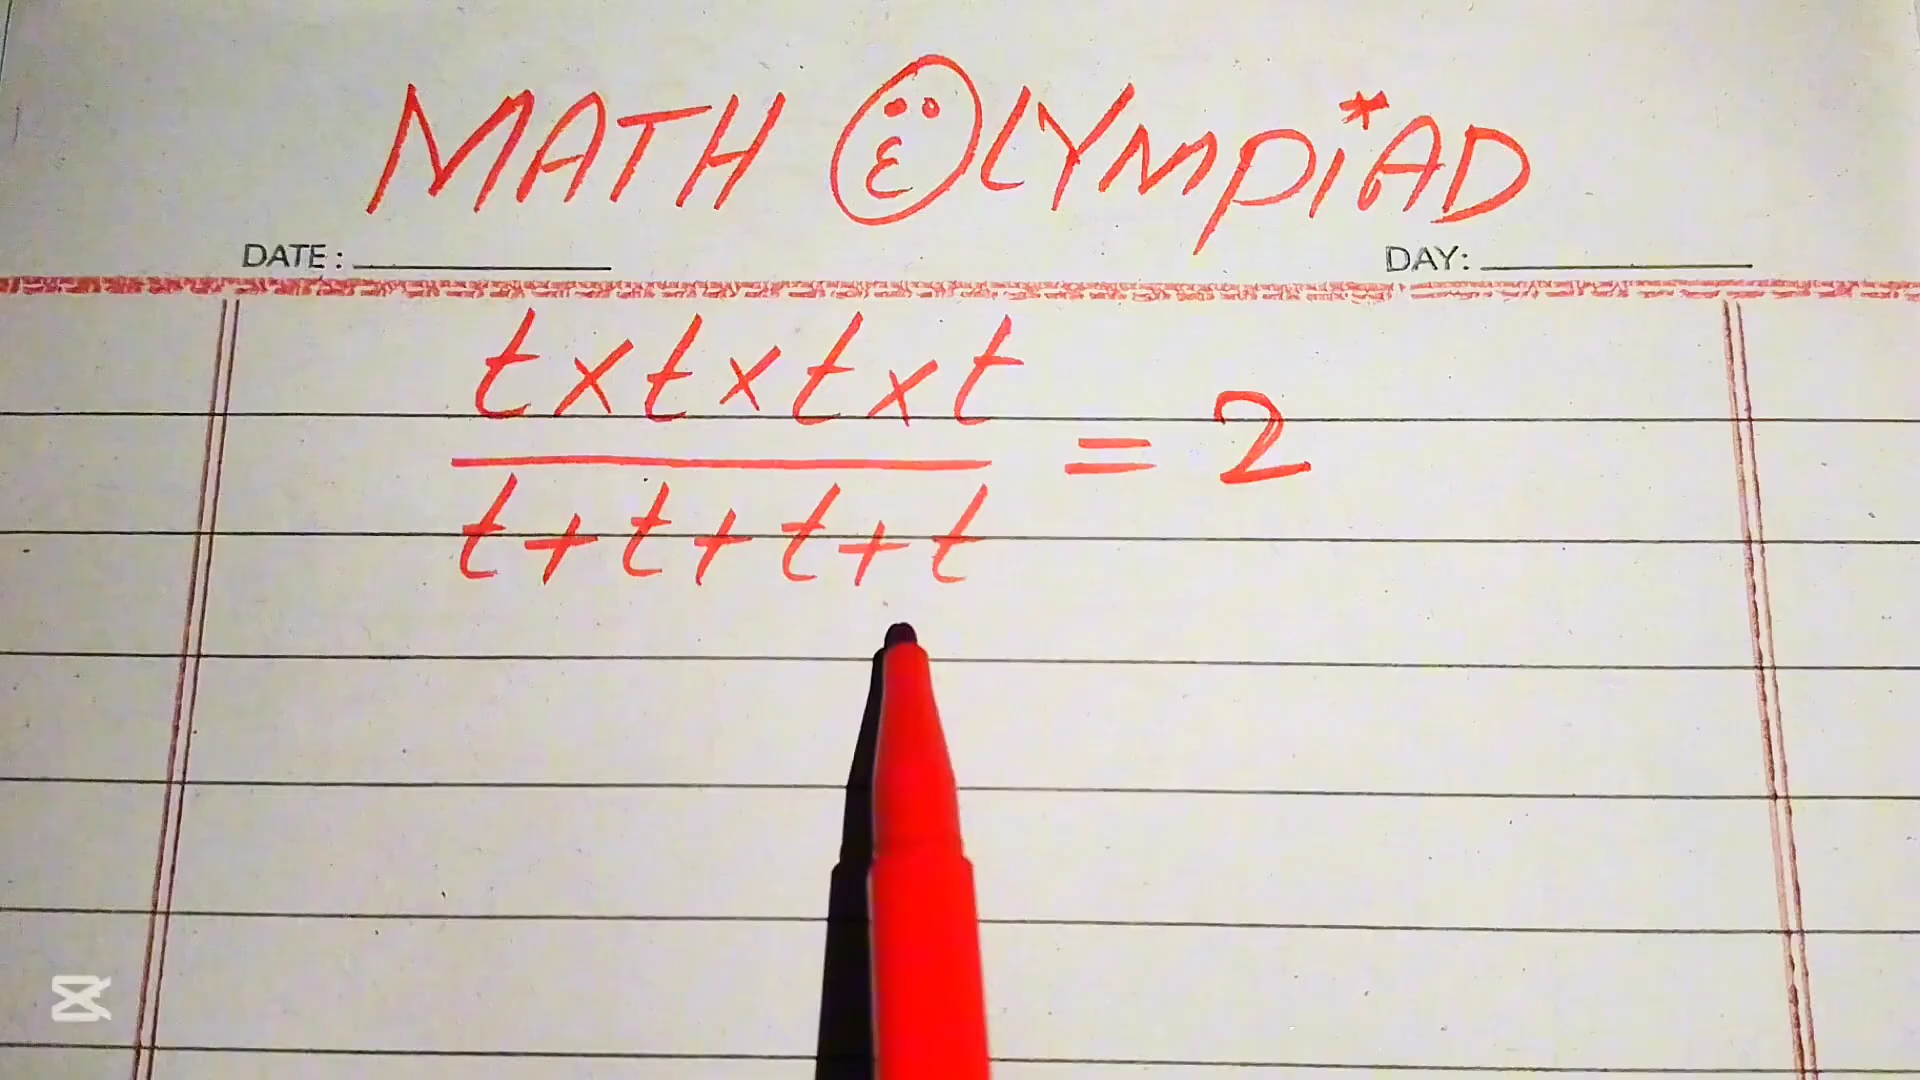 MATH OLYMPiAD
DATE: DAY:
t×t×t×t
= 2
t+t+t+t